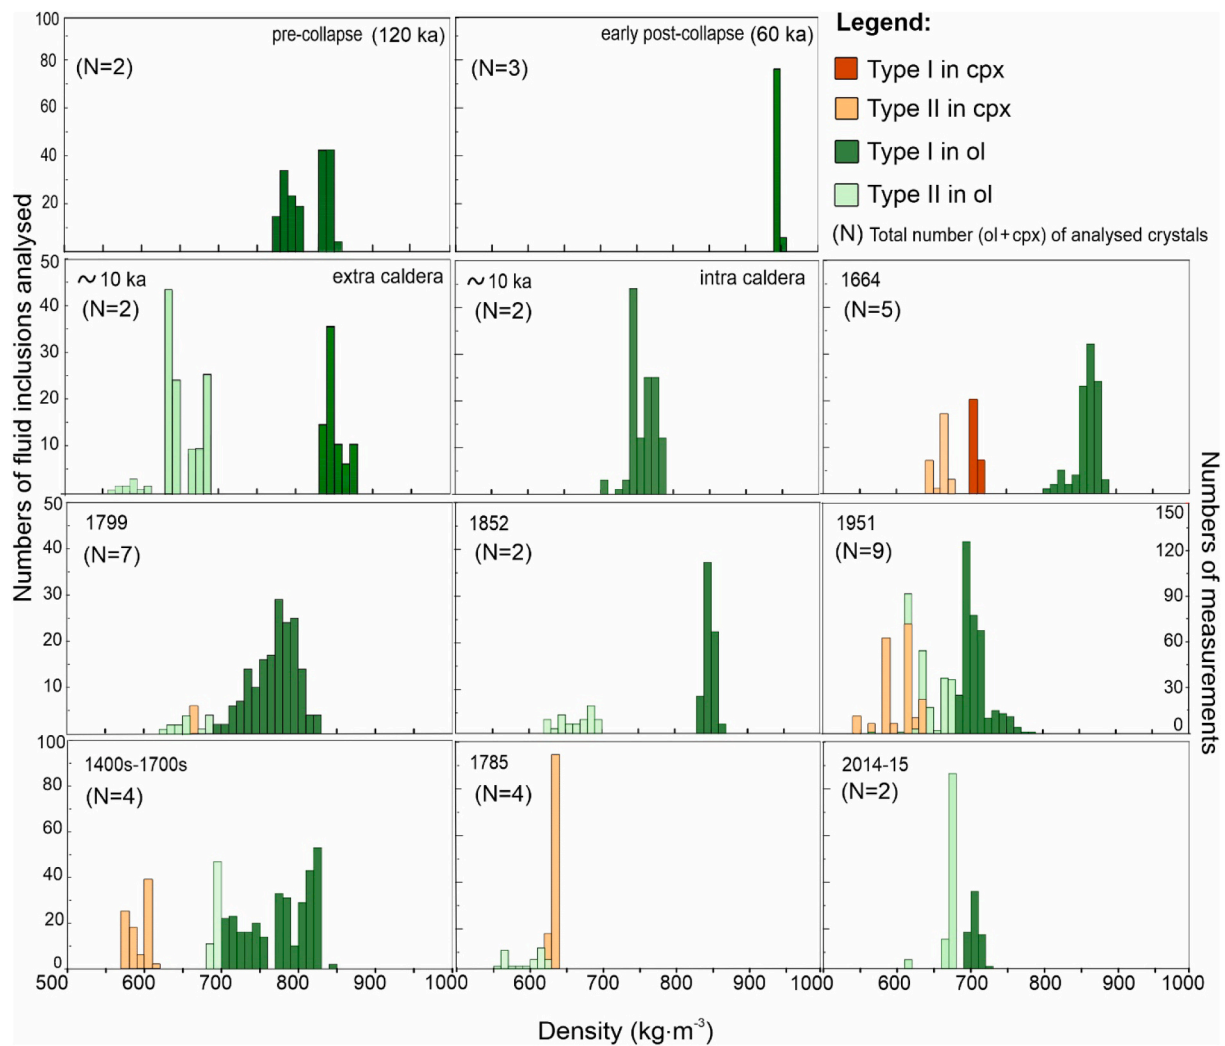 100
80
60
40
20
pre-collapse (120 ka)
(N=2)
early post-collapse (60 ka)
(N=3)
Legend:
Type I in cpx
Type II in cpx
Type I in ol
Type II in ol
(N) Total number (ol+cpx) of analysed crystals
Numbers of fluid inclusions analysed
50
40
30
20
10
~10 ka
extra caldera
(N=2)
~10 ka
intra caldera
(N=2)
1664
(N=5)
50
40
30
20
10
1799
(N=7)
1852
(N=2)
1951
(N=9)
150
120
90
60
30
0
Numbers of measurements
100
80
60
40
20
0
1400s-1700s
(N=4)
1785
(N=4)
2014-15
(N=2)
500 600 700 800 900 1000 600 700 800 900 1000 600 700 800 900 1000
Density (kg·m-3)